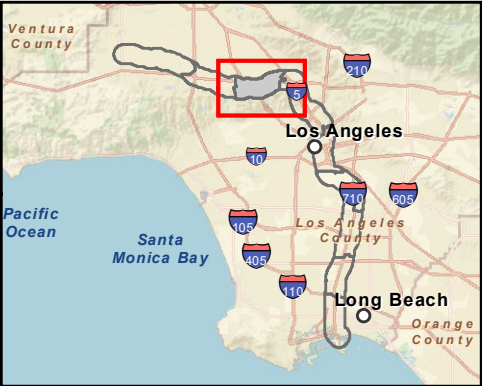 Ventura
County
210
5
Los Angeles
10
710
605
Pacific
Ocean
105
Los Angeles
County
Santa
Monica Bay
405
110
Long Beach
Orange
County